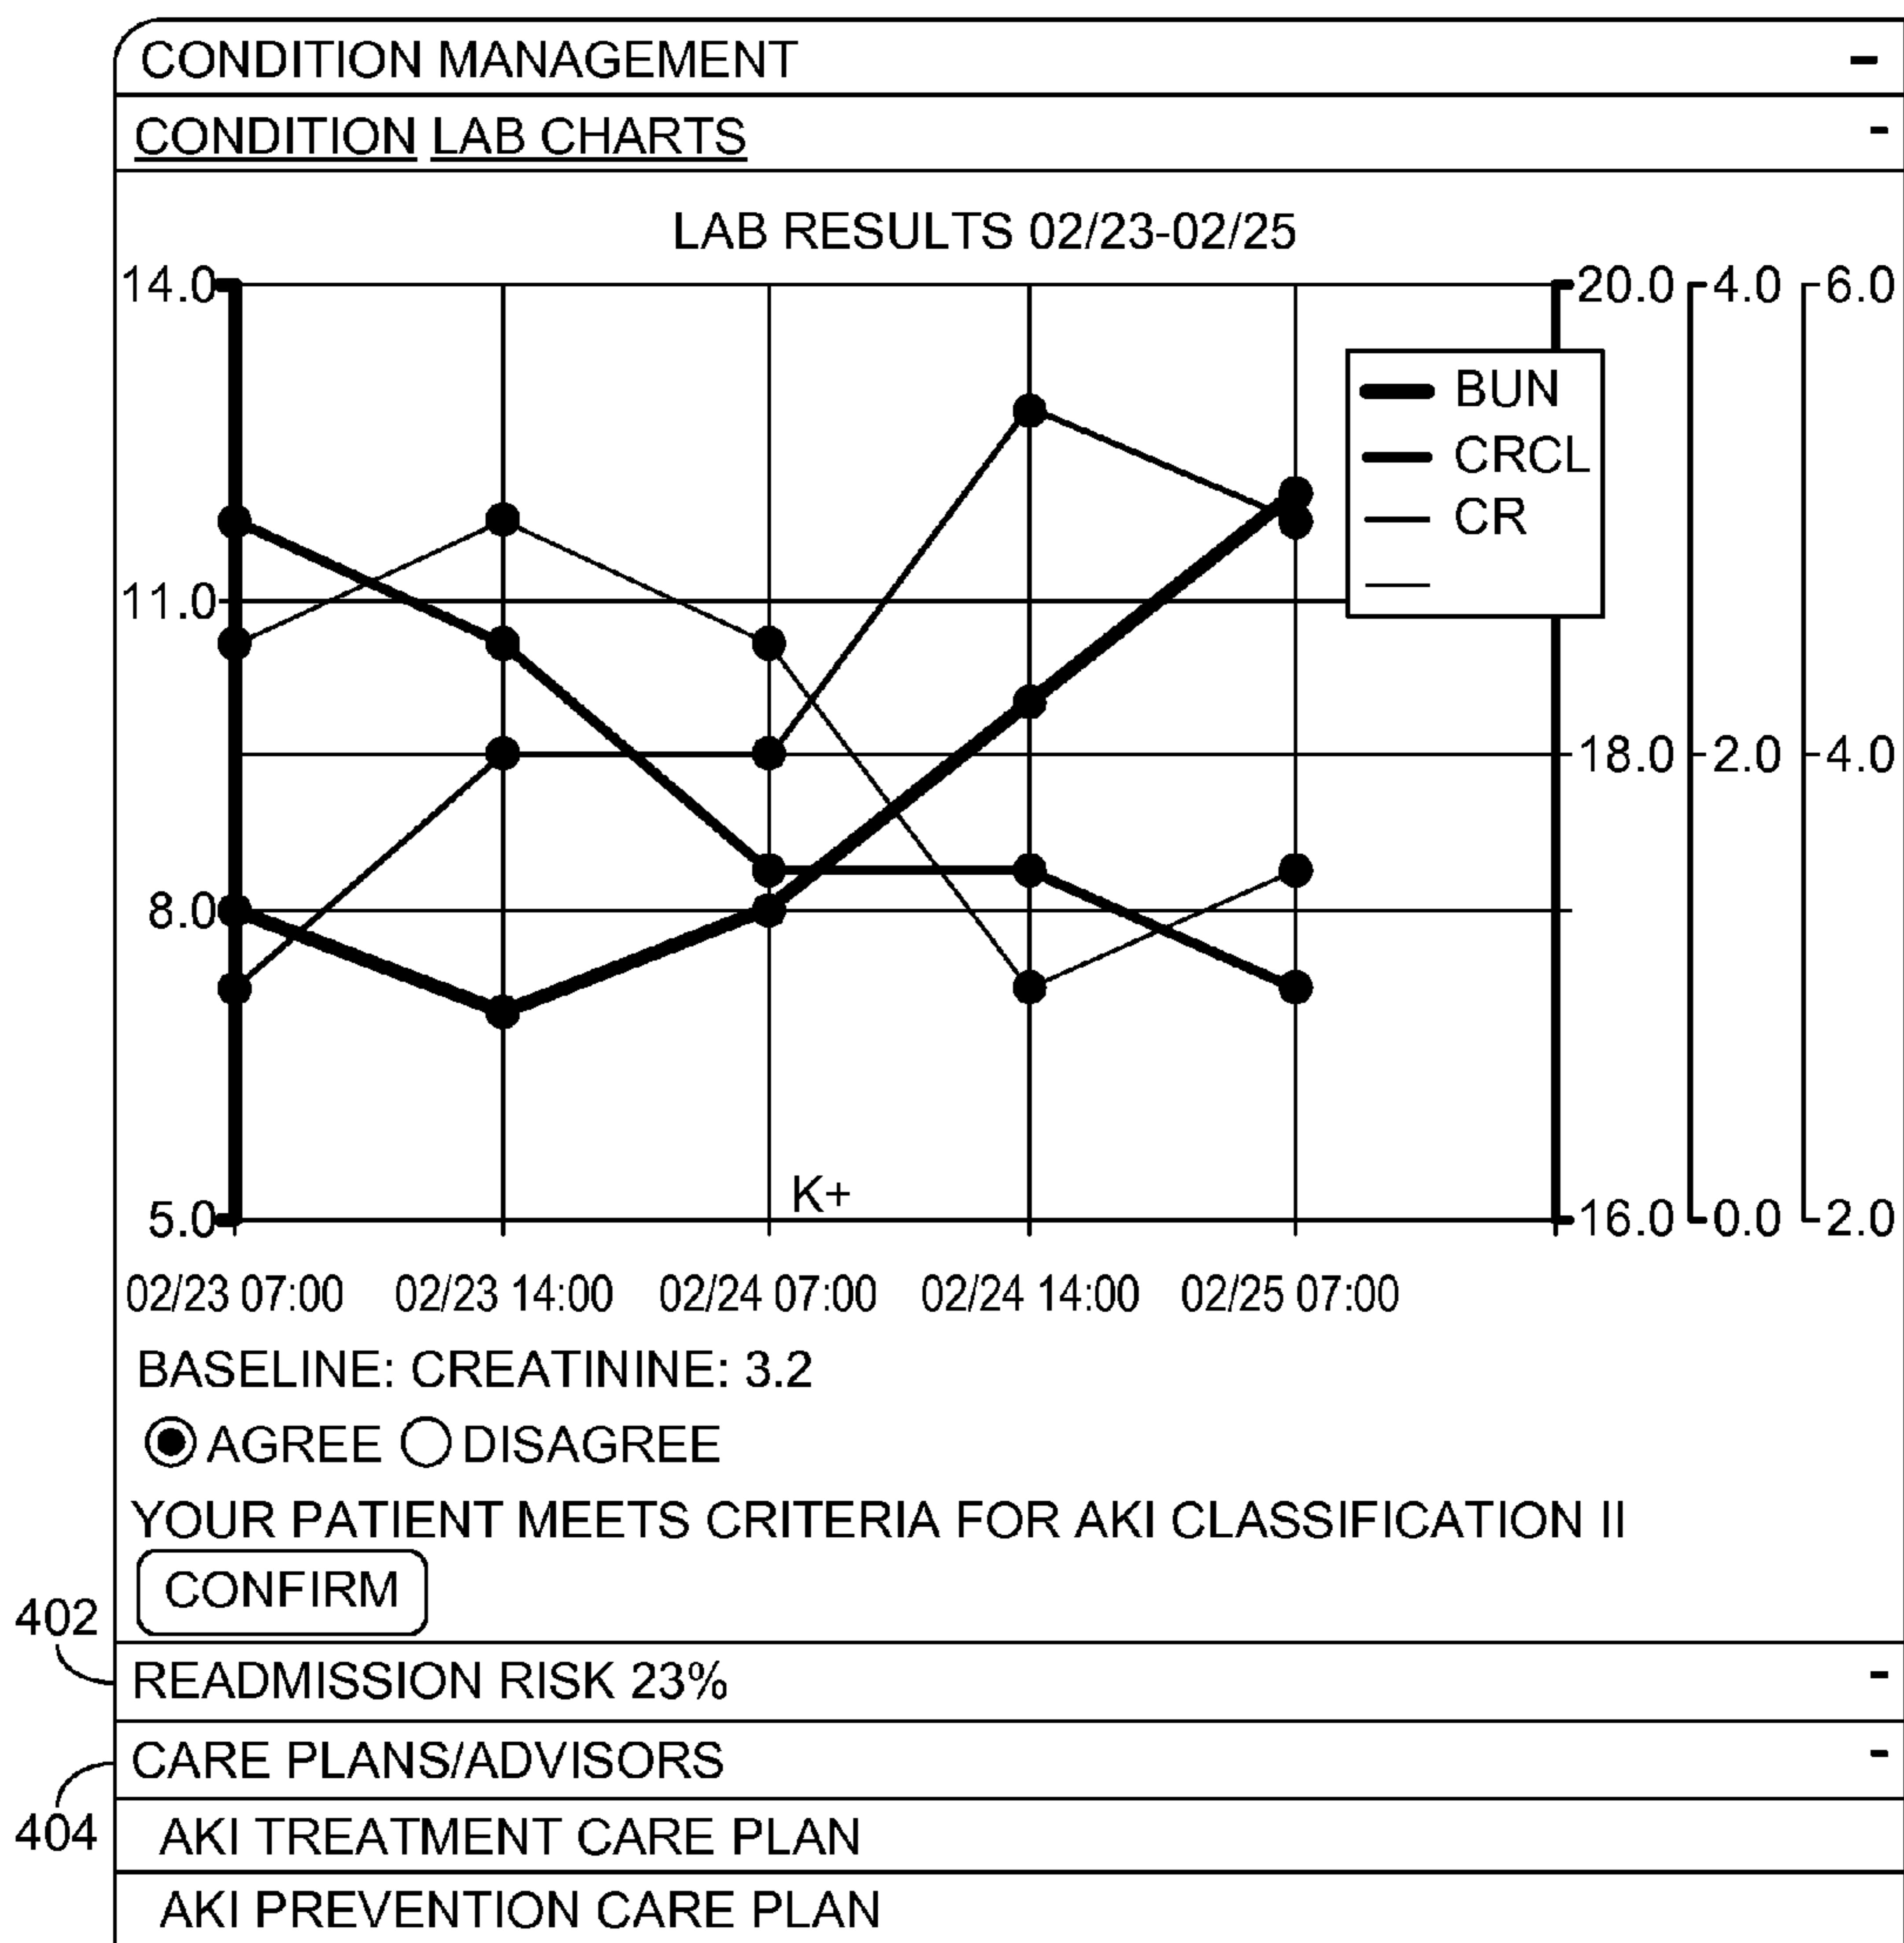 CONDITION MANAGEMENT -
CONDITION LAB CHARTS -
LAB RESULTS 02/23-02/25
14.0 20.0 4.0 6.0
BUN
CRCL
CR
11.0
18.0 2.0 4.0
8.0
K+
5.0 16.0 0.0 2.0
02/23 07:00 02/23 14:00 02/24 07:00 02/24 14:00 02/25 07:00
BASELINE: CREATININE: 3.2
AGREE DISAGREE
YOUR PATIENT MEETS CRITERIA FOR AKI CLASSIFICATION II
CONFIRM
402
READMISSION RISK 23% -
CARE PLANS/ADVISORS -
404
AKI TREATMENT CARE PLAN
AKI PREVENTION CARE PLAN